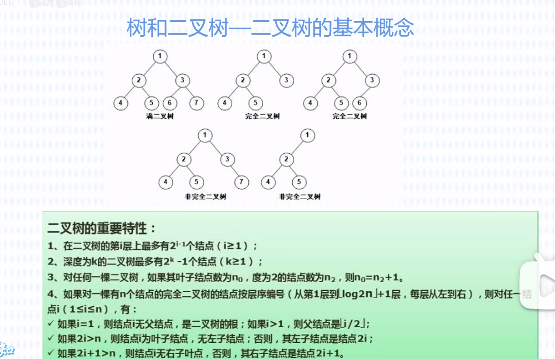 树和二叉树—二叉树的基本概念
1
2 3
4 5 6 7
满二叉树
1
2 3
4 5
完全二叉树
1
2 3
4 5 6
完全二叉树
1
2 3
4 5 7
非完全二叉树
1
2
4 5
非完全二叉树
二叉树的重要特性：
1、在二叉树的第i层上最多有2^i-1个结点（i≥1）；
2、深度为k的二叉树最多有2^k -1个结点（k≥1）；
3、对任何一棵二叉树，如果其叶子结点数为n₀，度为2的结点数为n₂，则n₀=n₂+1。
4、如果对一棵有n个结点的完全二叉树的结点按层序编号（从第1层到⌊log2n⌋+1层，每层从左到右），则对任一结
点i（1≤i≤n），有：
✓ 如果i=1，则结点i无父结点，是二叉树的根；如果i>1，则父结点是⌊i/2⌋；
✓ 如果2i>n，则结点i为叶子结点，无左子结点；否则，其左子结点是结点2i；
✓ 如果2i+1>n，则结点i无右子叶点，否则，其右子结点是结点2i+1。